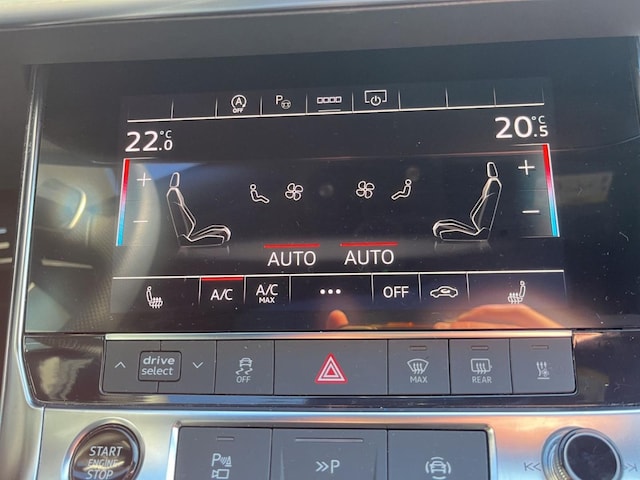 A
OFF
P
22.0 °C
20.5 °C
+
+
−
−
AUTO AUTO
A/C A/C MAX ••• OFF
drive select OFF MAX REAR
START ENGINE STOP
P >>P